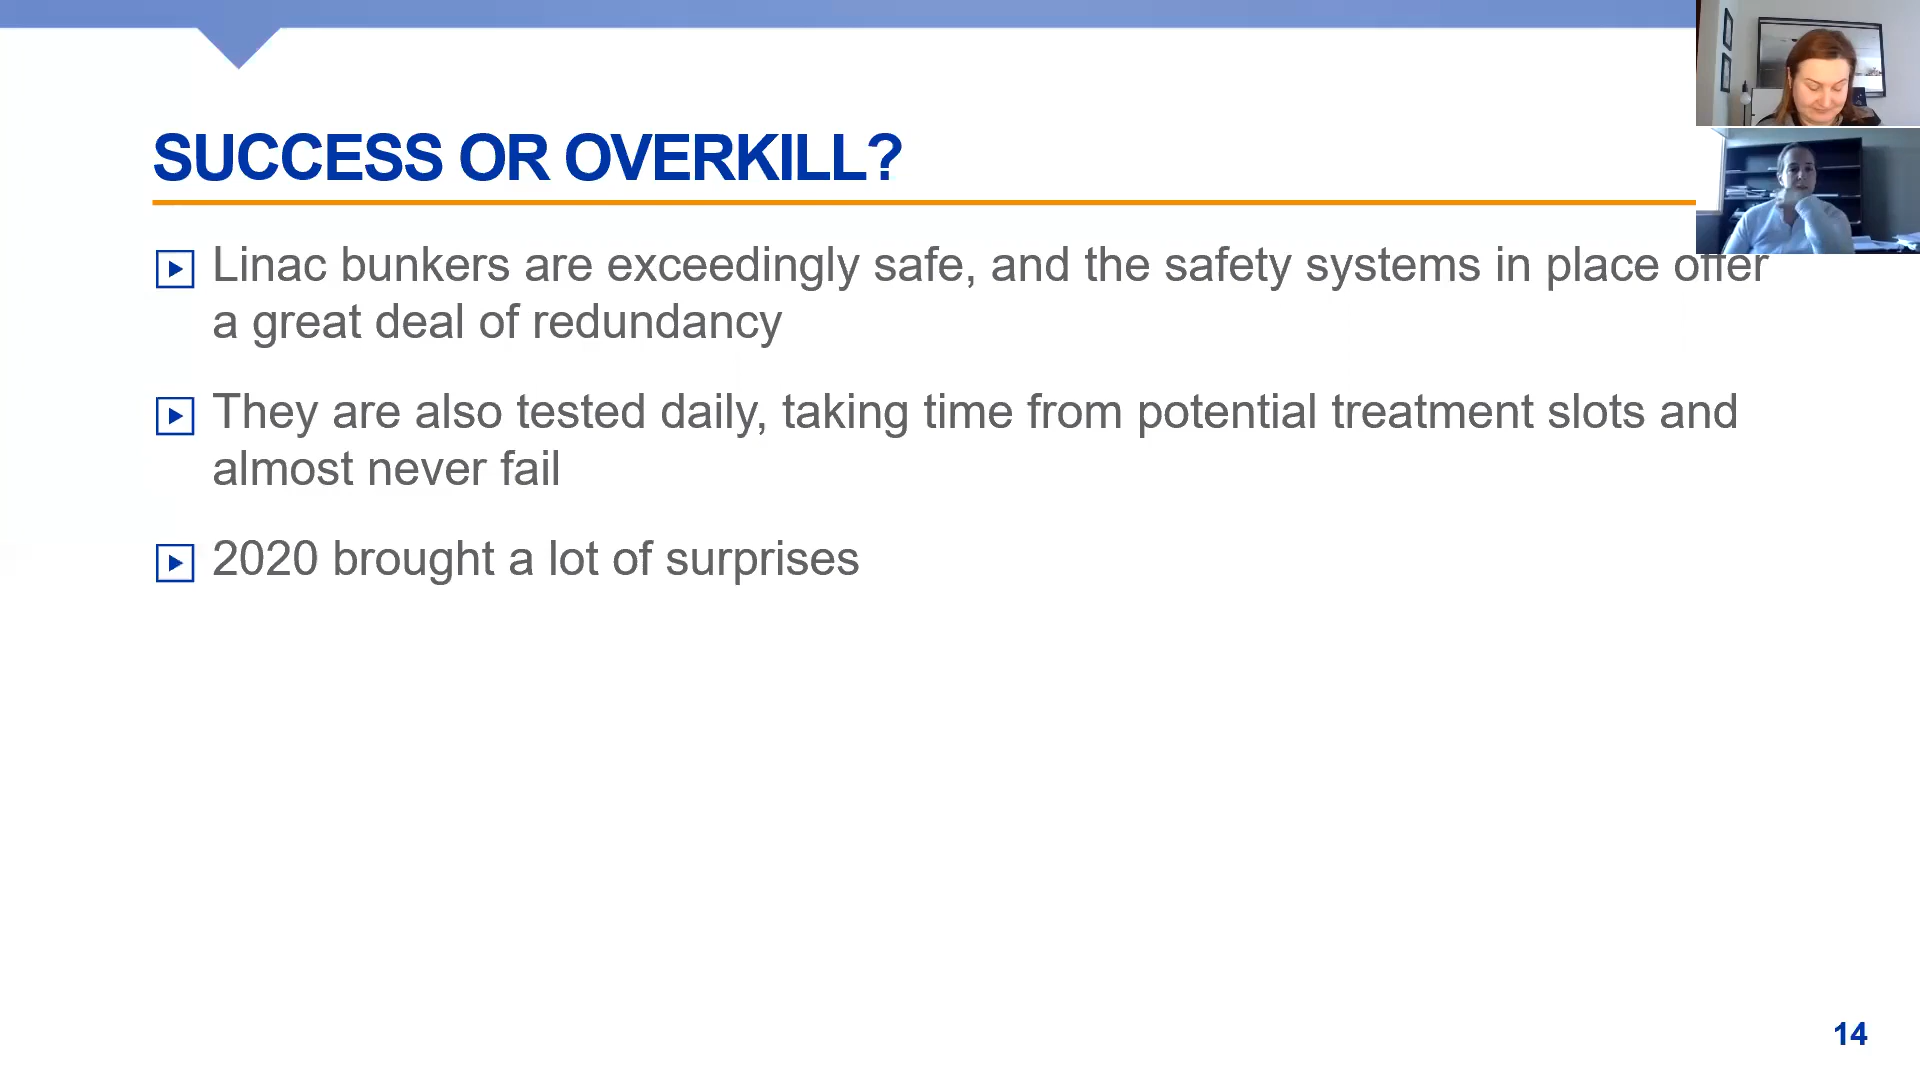 SUCCESS OR OVERKILL?
Linac bunkers are exceedingly safe, and the safety systems in place offer
a great deal of redundancy
They are also tested daily, taking time from potential treatment slots and
almost never fail
2020 brought a lot of surprises
14